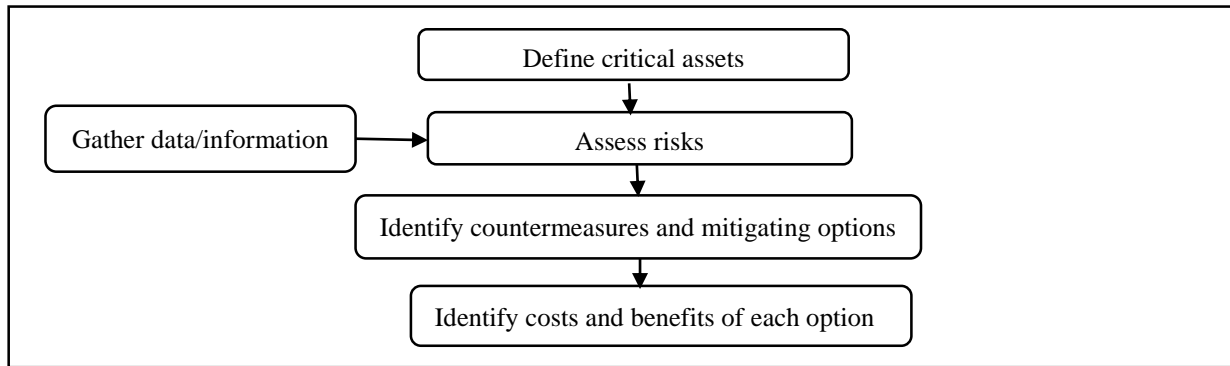 Define critical assets
Gather data/information
Assess risks
Identify countermeasures and mitigating options
Identify costs and benefits of each option